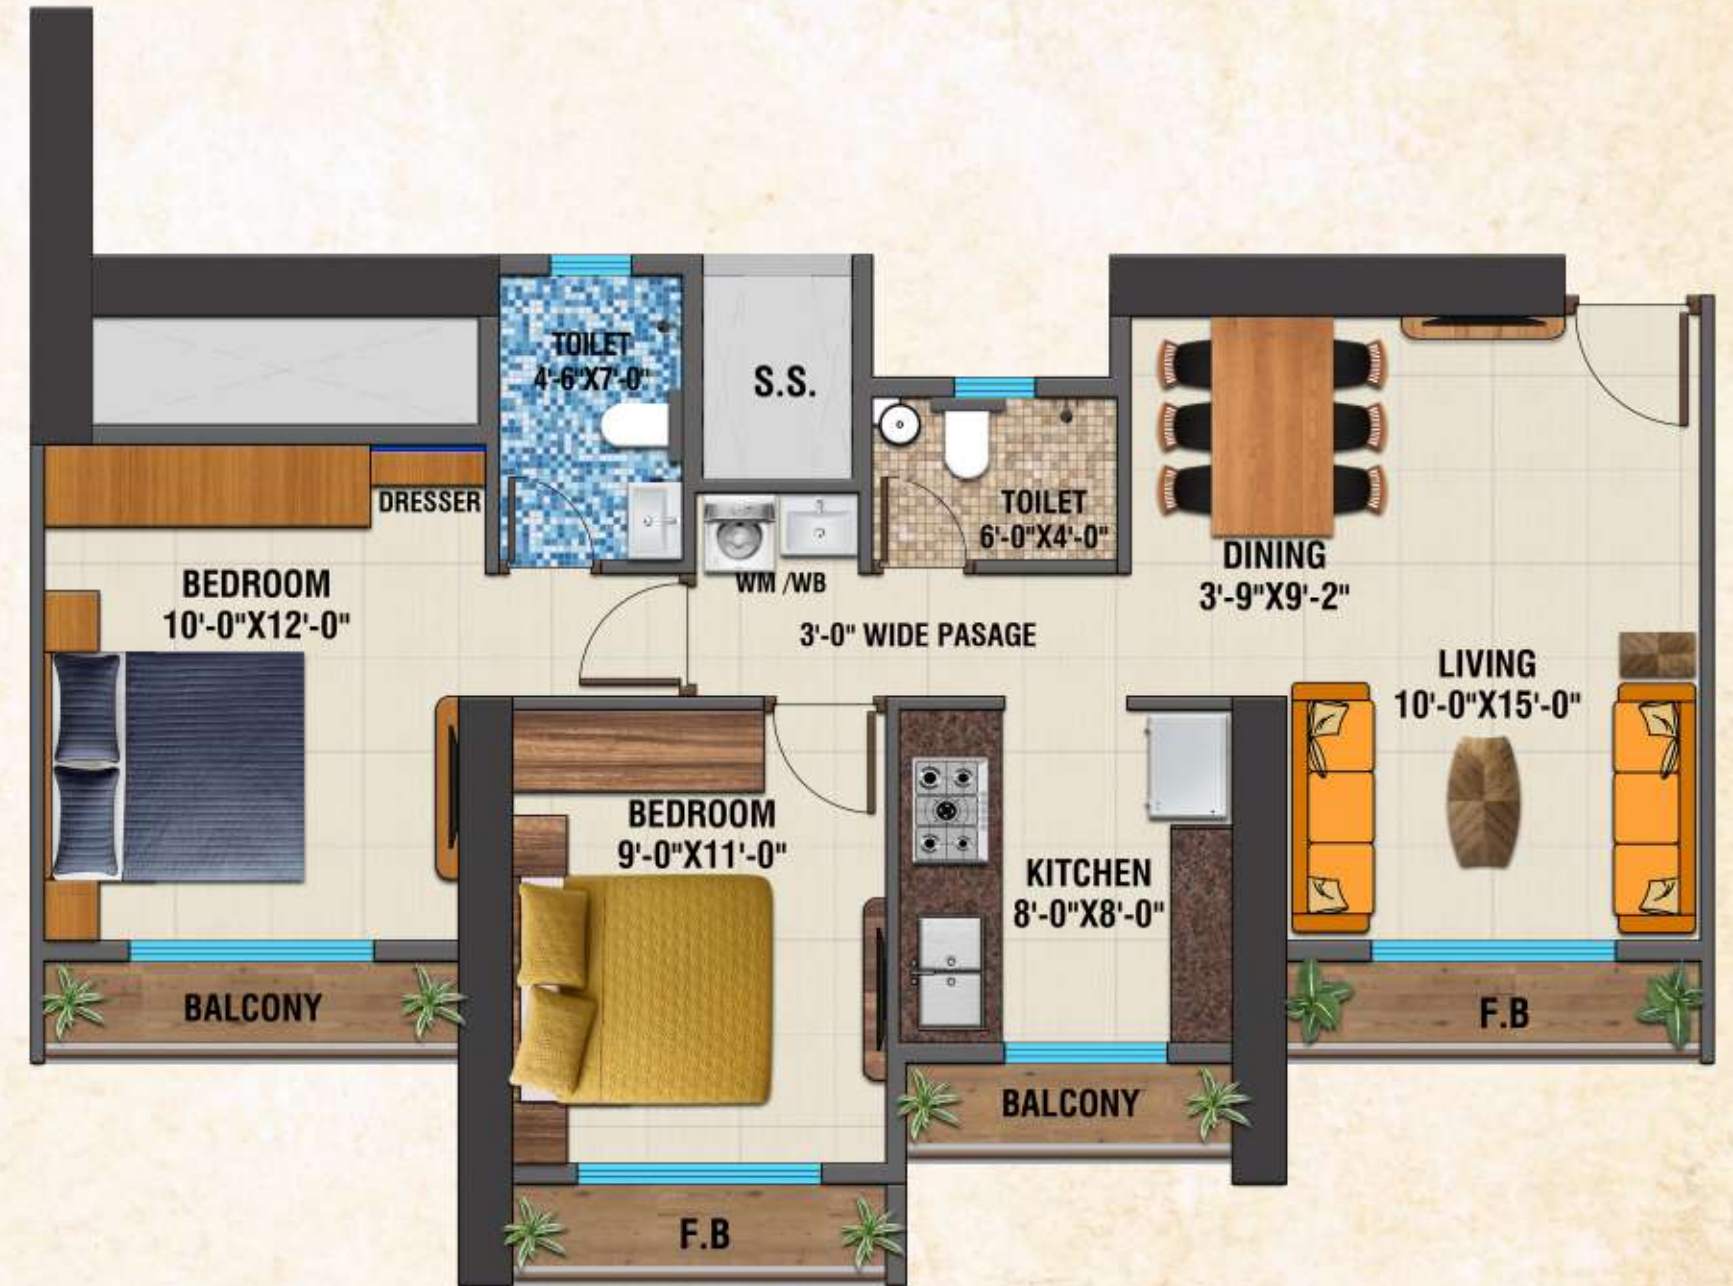 TOILET
4'-6"X7'-0"
S.S.
DRESSER
TOILET
6'-0"X4'-0"
DINING
3'-9"X9'-2"
BEDROOM
10'-0"X12'-0"
WM /WB
3'-0" WIDE PASAGE
LIVING
10'-0"X15'-0"
BEDROOM
9'-0"X11'-0"
KITCHEN
8'-0"X8'-0"
BALCONY
F.B
BALCONY
F.B